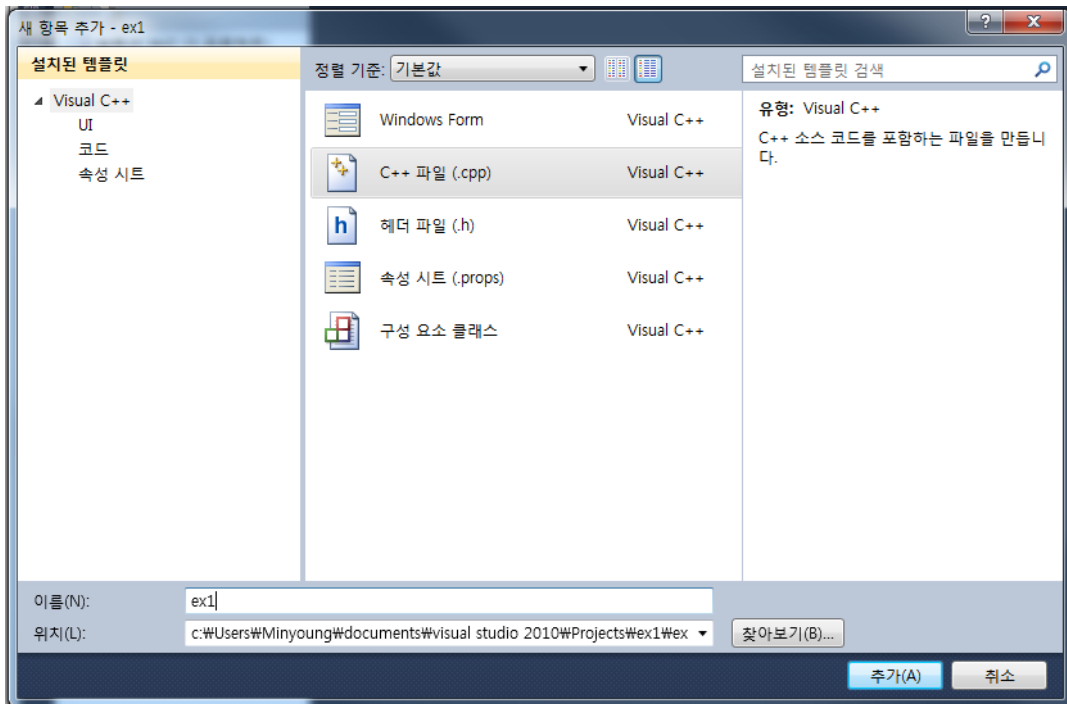 새 항목 추가 - ex1
설치된 템플릿
Visual C++
UI
코드
속성 시트
정렬 기준: 기본값
Windows Form Visual C++
C++ 파일 (.cpp) Visual C++
헤더 파일 (.h) Visual C++
속성 시트 (.props) Visual C++
구성 요소 클래스 Visual C++
설치된 템플릿 검색
유형: Visual C++
C++ 소스 코드를 포함하는 파일을 만듭니
다.
이름(N): ex1
위치(L): c:₩Users₩Minyoung₩documents₩visual studio 2010₩Projects₩ex1₩ex 찾아보기(B)...
추가(A) 취소